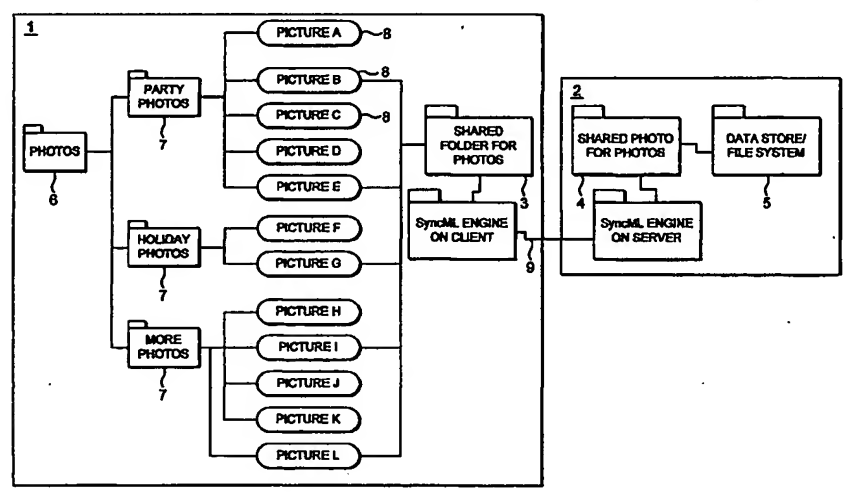 1
PHOTOS
6
PARTY
PHOTOS
7
HOLIDAY
PHOTOS
7
MORE
PHOTOS
7
PICTURE A
8
PICTURE B
8
PICTURE C
8
PICTURE D
PICTURE E
PICTURE F
PICTURE G
PICTURE H
PICTURE I
PICTURE J
PICTURE K
PICTURE L
SHARED
FOLDER FOR
PHOTOS
3
SyncML ENGINE
ON CLIENT
9
2
SHARED PHOTO
FOR PHOTOS
4
DATA STORE/
FILE SYSTEM
5
SyncML ENGINE
ON SERVER